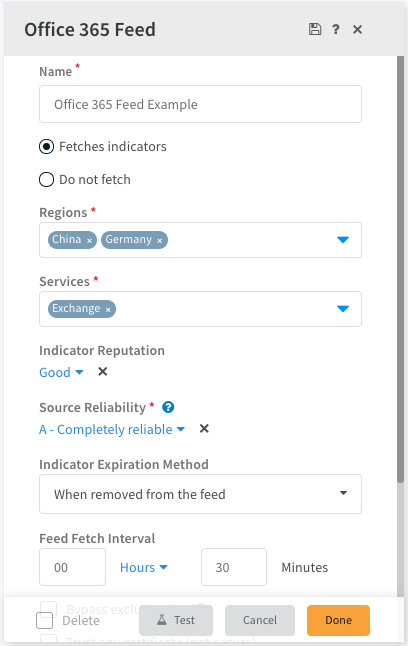 Office 365 Feed ?
Name *
Office 365 Feed Example
Fetches indicators
Do not fetch
Regions *
China × Germany ×
Services *
Exchange ×
Indicator Reputation
Good
Source Reliability * ?
A - Completely reliable
Indicator Expiration Method
When removed from the feed
Feed Fetch Interval
00 Hours 30 Minutes
Bypass exclu
Delete Test Cancel Done
Trust any certificate (not secure)